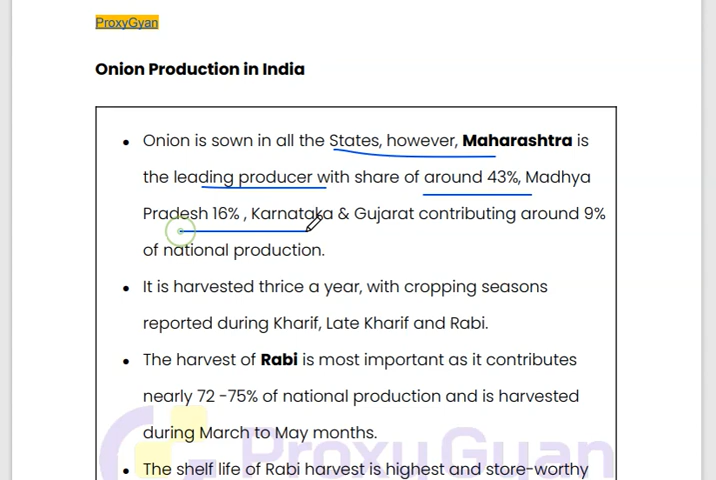 ProxyGyan
Onion Production in India
• Onion is sown in all the States, however, Maharashtra is
the leading producer with share of around 43%, Madhya
Pradesh 16% , Karnataka & Gujarat contributing around 9%
of national production.
• It is harvested thrice a year, with cropping seasons
reported during Kharif, Late Kharif and Rabi.
• The harvest of Rabi is most important as it contributes
nearly 72 -75% of national production and is harvested
during March to May months.
ProxyGyan
• The shelf life of Rabi harvest is highest and store-worthy